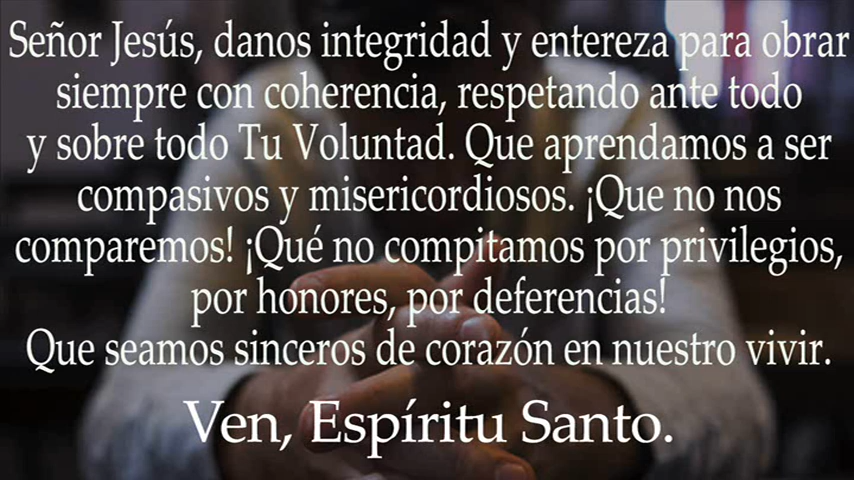 Señor Jesús, danos integridad y entereza para obrar
siempre con coherencia, respetando ante todo
y sobre todo Tu Voluntad. Que aprendamos a ser
compasivos y misericordiosos. ¡Que no nos
comparemos! ¡Qué no compitamos por privilegios,
por honores, por deferencias!
Que seamos sinceros de corazón en nuestro vivir.
Ven, Espíritu Santo.